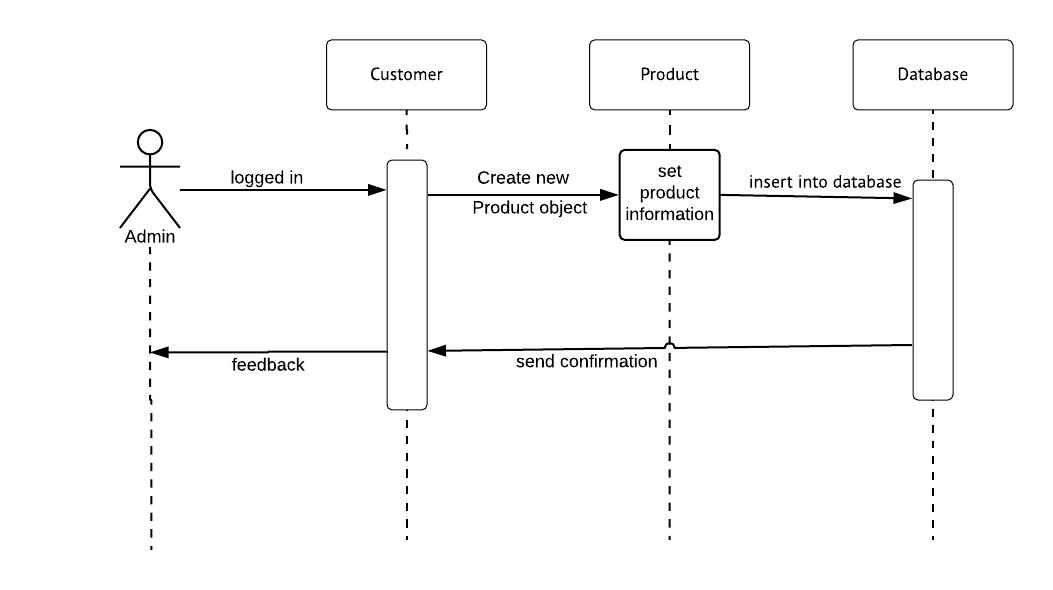 Customer
Product
Database
logged in
Create new
Product object
set
product
information
insert into database
Admin
send confirmation
feedback